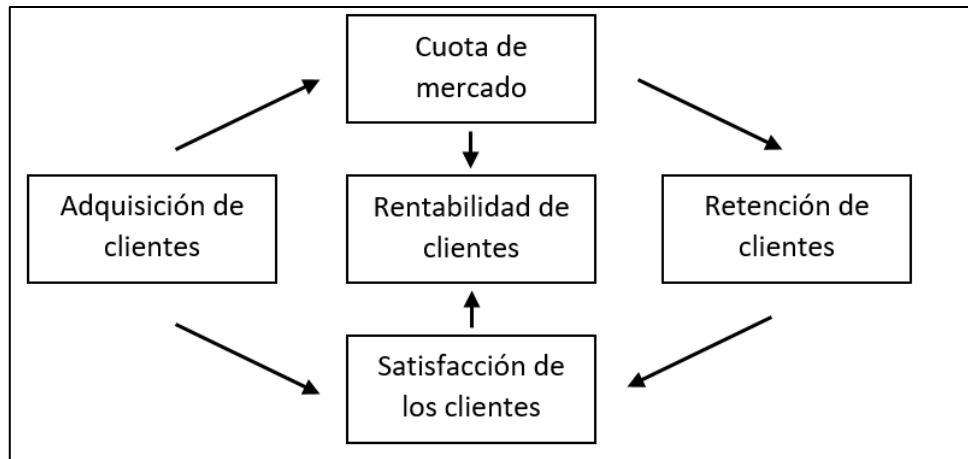 Cuota de
mercado
Adquisición de
clientes
Rentabilidad de
clientes
Retención de
clientes
Satisfacción de
los clientes